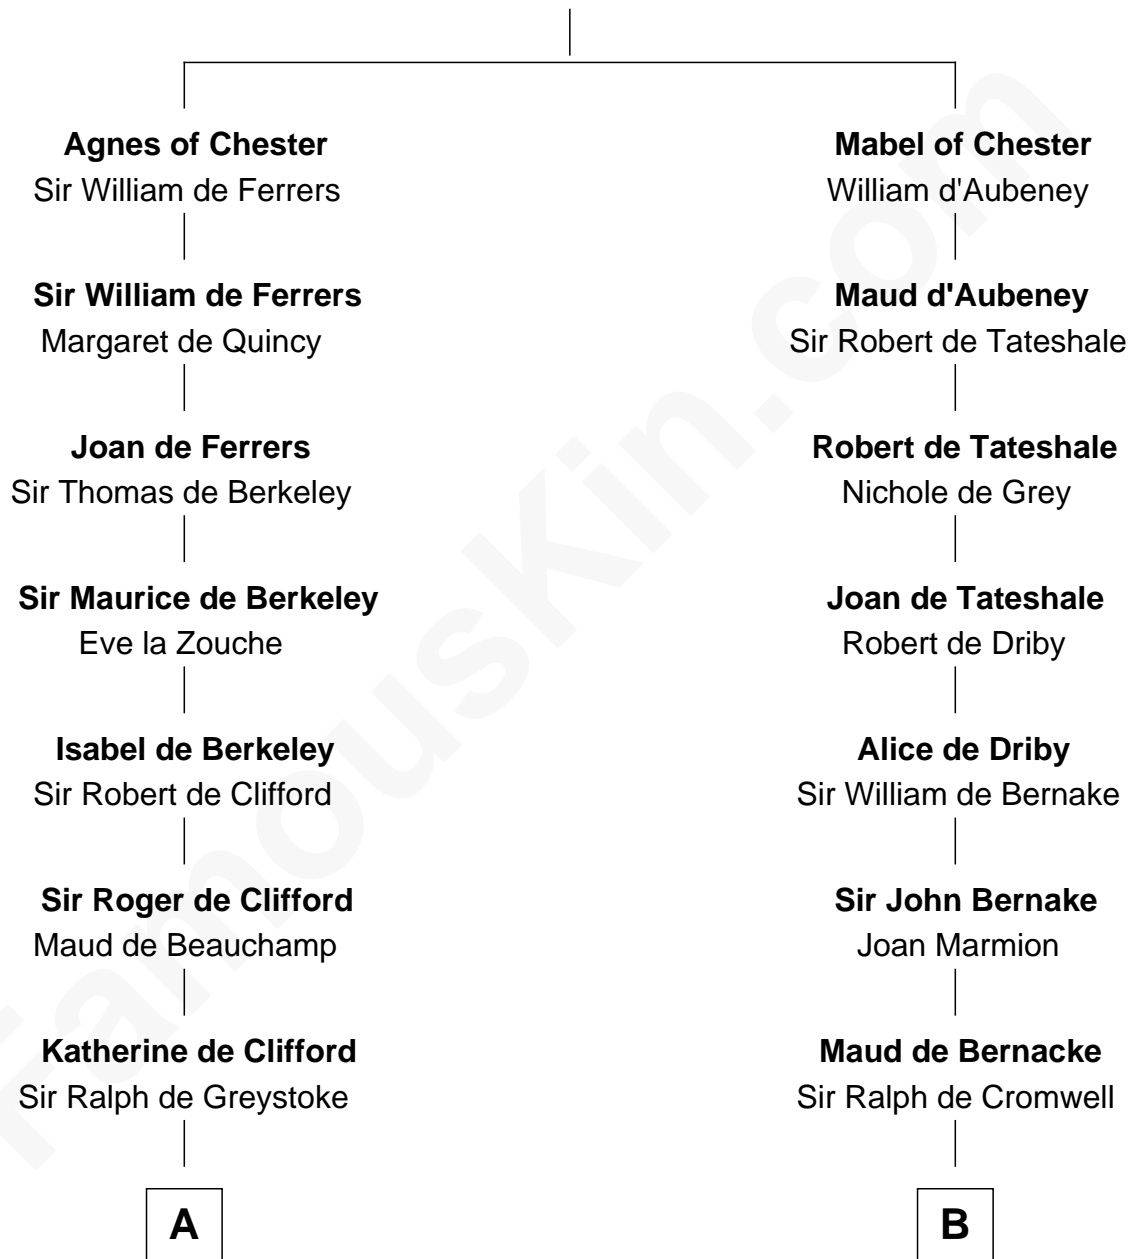 Agnes of Chester
Sir William de Ferrers
Sir William de Ferrers
Margaret de Quincy
Joan de Ferrers
Sir Thomas de Berkeley
Sir Maurice de Berkeley
Eve la Zouche
Isabel de Berkeley
Sir Robert de Clifford
Sir Roger de Clifford
Maud de Beauchamp
Katherine de Clifford
Sir Ralph de Greystoke
A
Mabel of Chester
William d'Aubeney
Maud d'Aubeney
Sir Robert de Tateshale
Robert de Tateshale
Nichole de Grey
Joan de Tateshale
Robert de Driby
Alice de Driby
Sir William de Bernake
Sir John Bernake
Joan Marmion
Maud de Bernacke
Sir Ralph de Cromwell
B
FamousKin.com